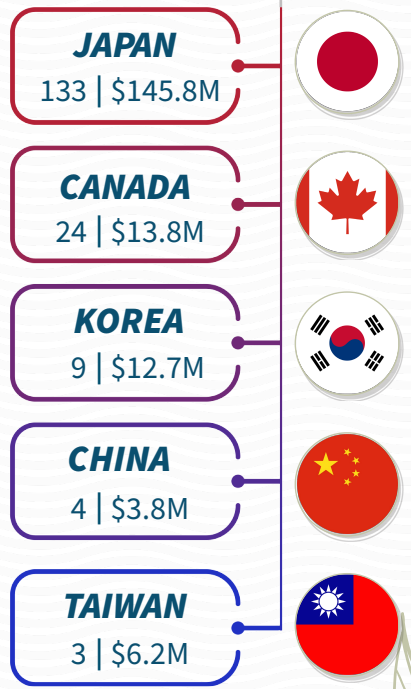 JAPAN
133 | $145.8M
CANADA
24 | $13.8M
KOREA
9 | $12.7M
CHINA
4 | $3.8M
TAIWAN
3 | $6.2M